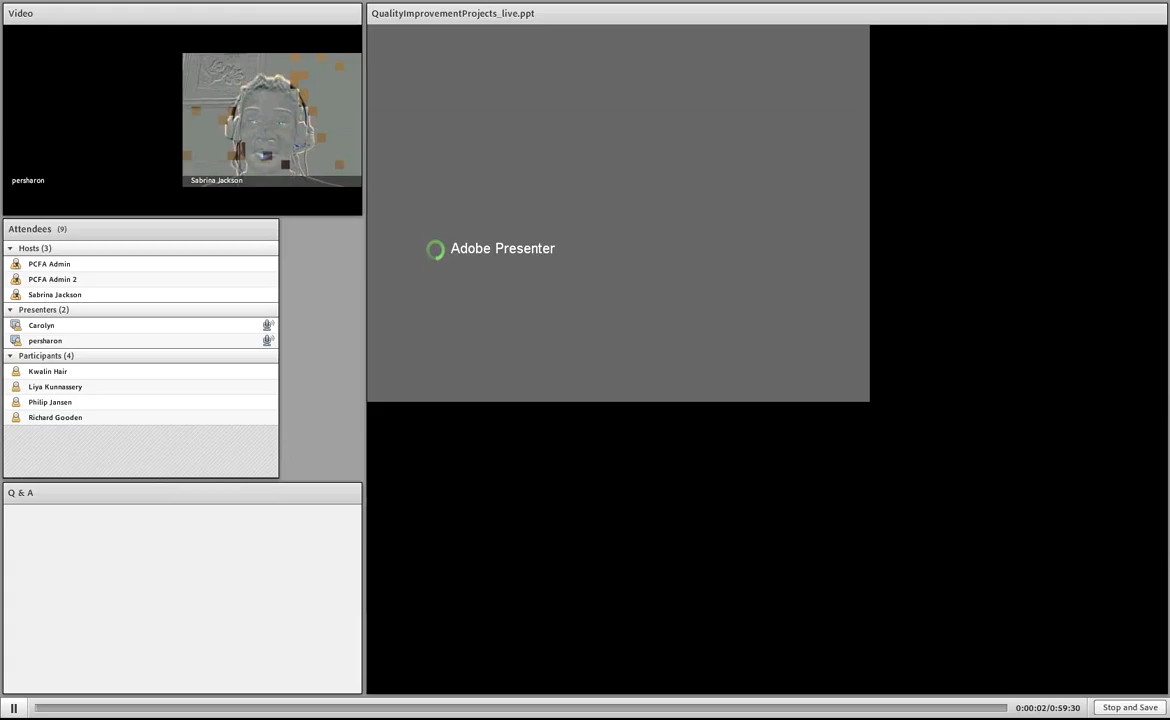 Video
QualityImprovementProjects_live.ppt
persharon
Sabrina Jackson
Attendees (9)
Hosts (3)
PCFA Admin
PCFA Admin 2
Sabrina Jackson
Presenters (2)
Carolyn
persharon
Participants (4)
Kwalin Hair
Liya Kunnassery
Philip Jansen
Richard Gooden
Q & A
Adobe Presenter
0:00:02/0:59:30
Stop and Save